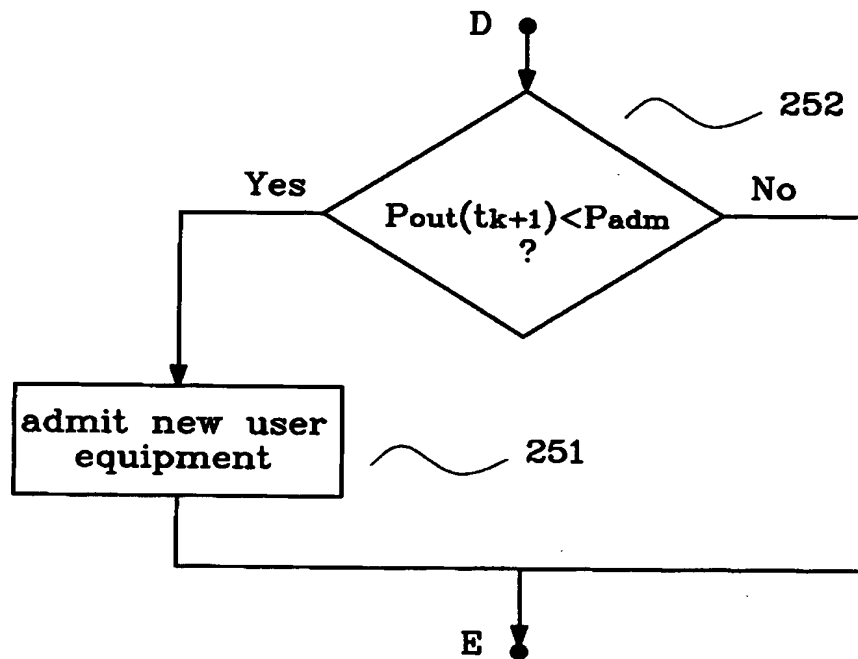 D
252
Yes
No
Pout(tk+1)<Padm
?
admit new user
equipment
251
E